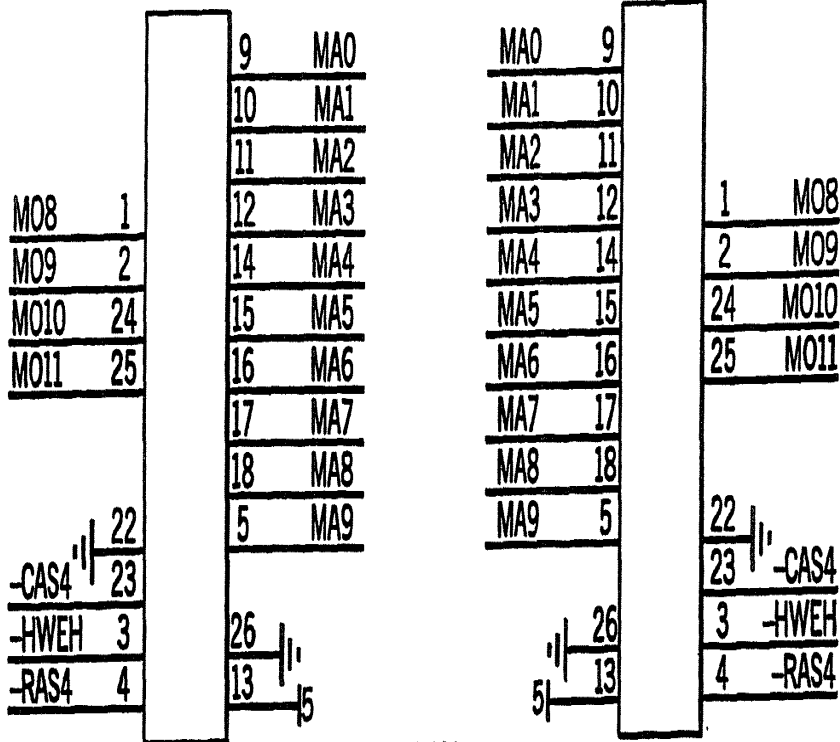 9 MA0
10 MA1
11 MA2
MO8 1
12 MA3
MO9 2
14 MA4
MO10 24
15 MA5
MO11 25
16 MA6
17 MA7
18 MA8
22
5 MA9
-CAS4 23
-HWEH 3
26
-RAS4 4
13
5
MA0 9
MA1 10
MA2 11
MA3 12
1 MO8
MA4 14
2 MO9
MA5 15
24 MO10
MA6 16
25 MO11
MA7 17
MA8 18
MA9 5
22
23 -CAS4
26
3 -HWEH
5 13
4 -RAS4